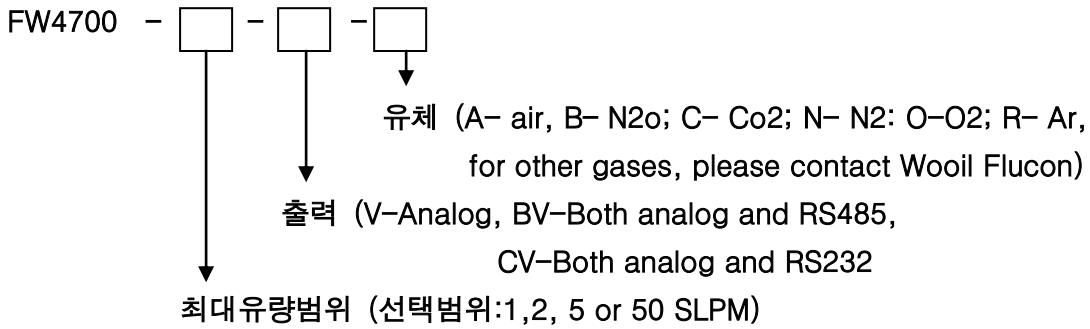 FW4700 - □ - □ - □
유체 (A- air, B- N2o; C- Co2; N- N2: O-O2; R- Ar,
for other gases, please contact Wooil Flucon)
출력 (V-Analog, BV-Both analog and RS485,
CV-Both analog and RS232
최대유량범위 (선택범위:1,2, 5 or 50 SLPM)